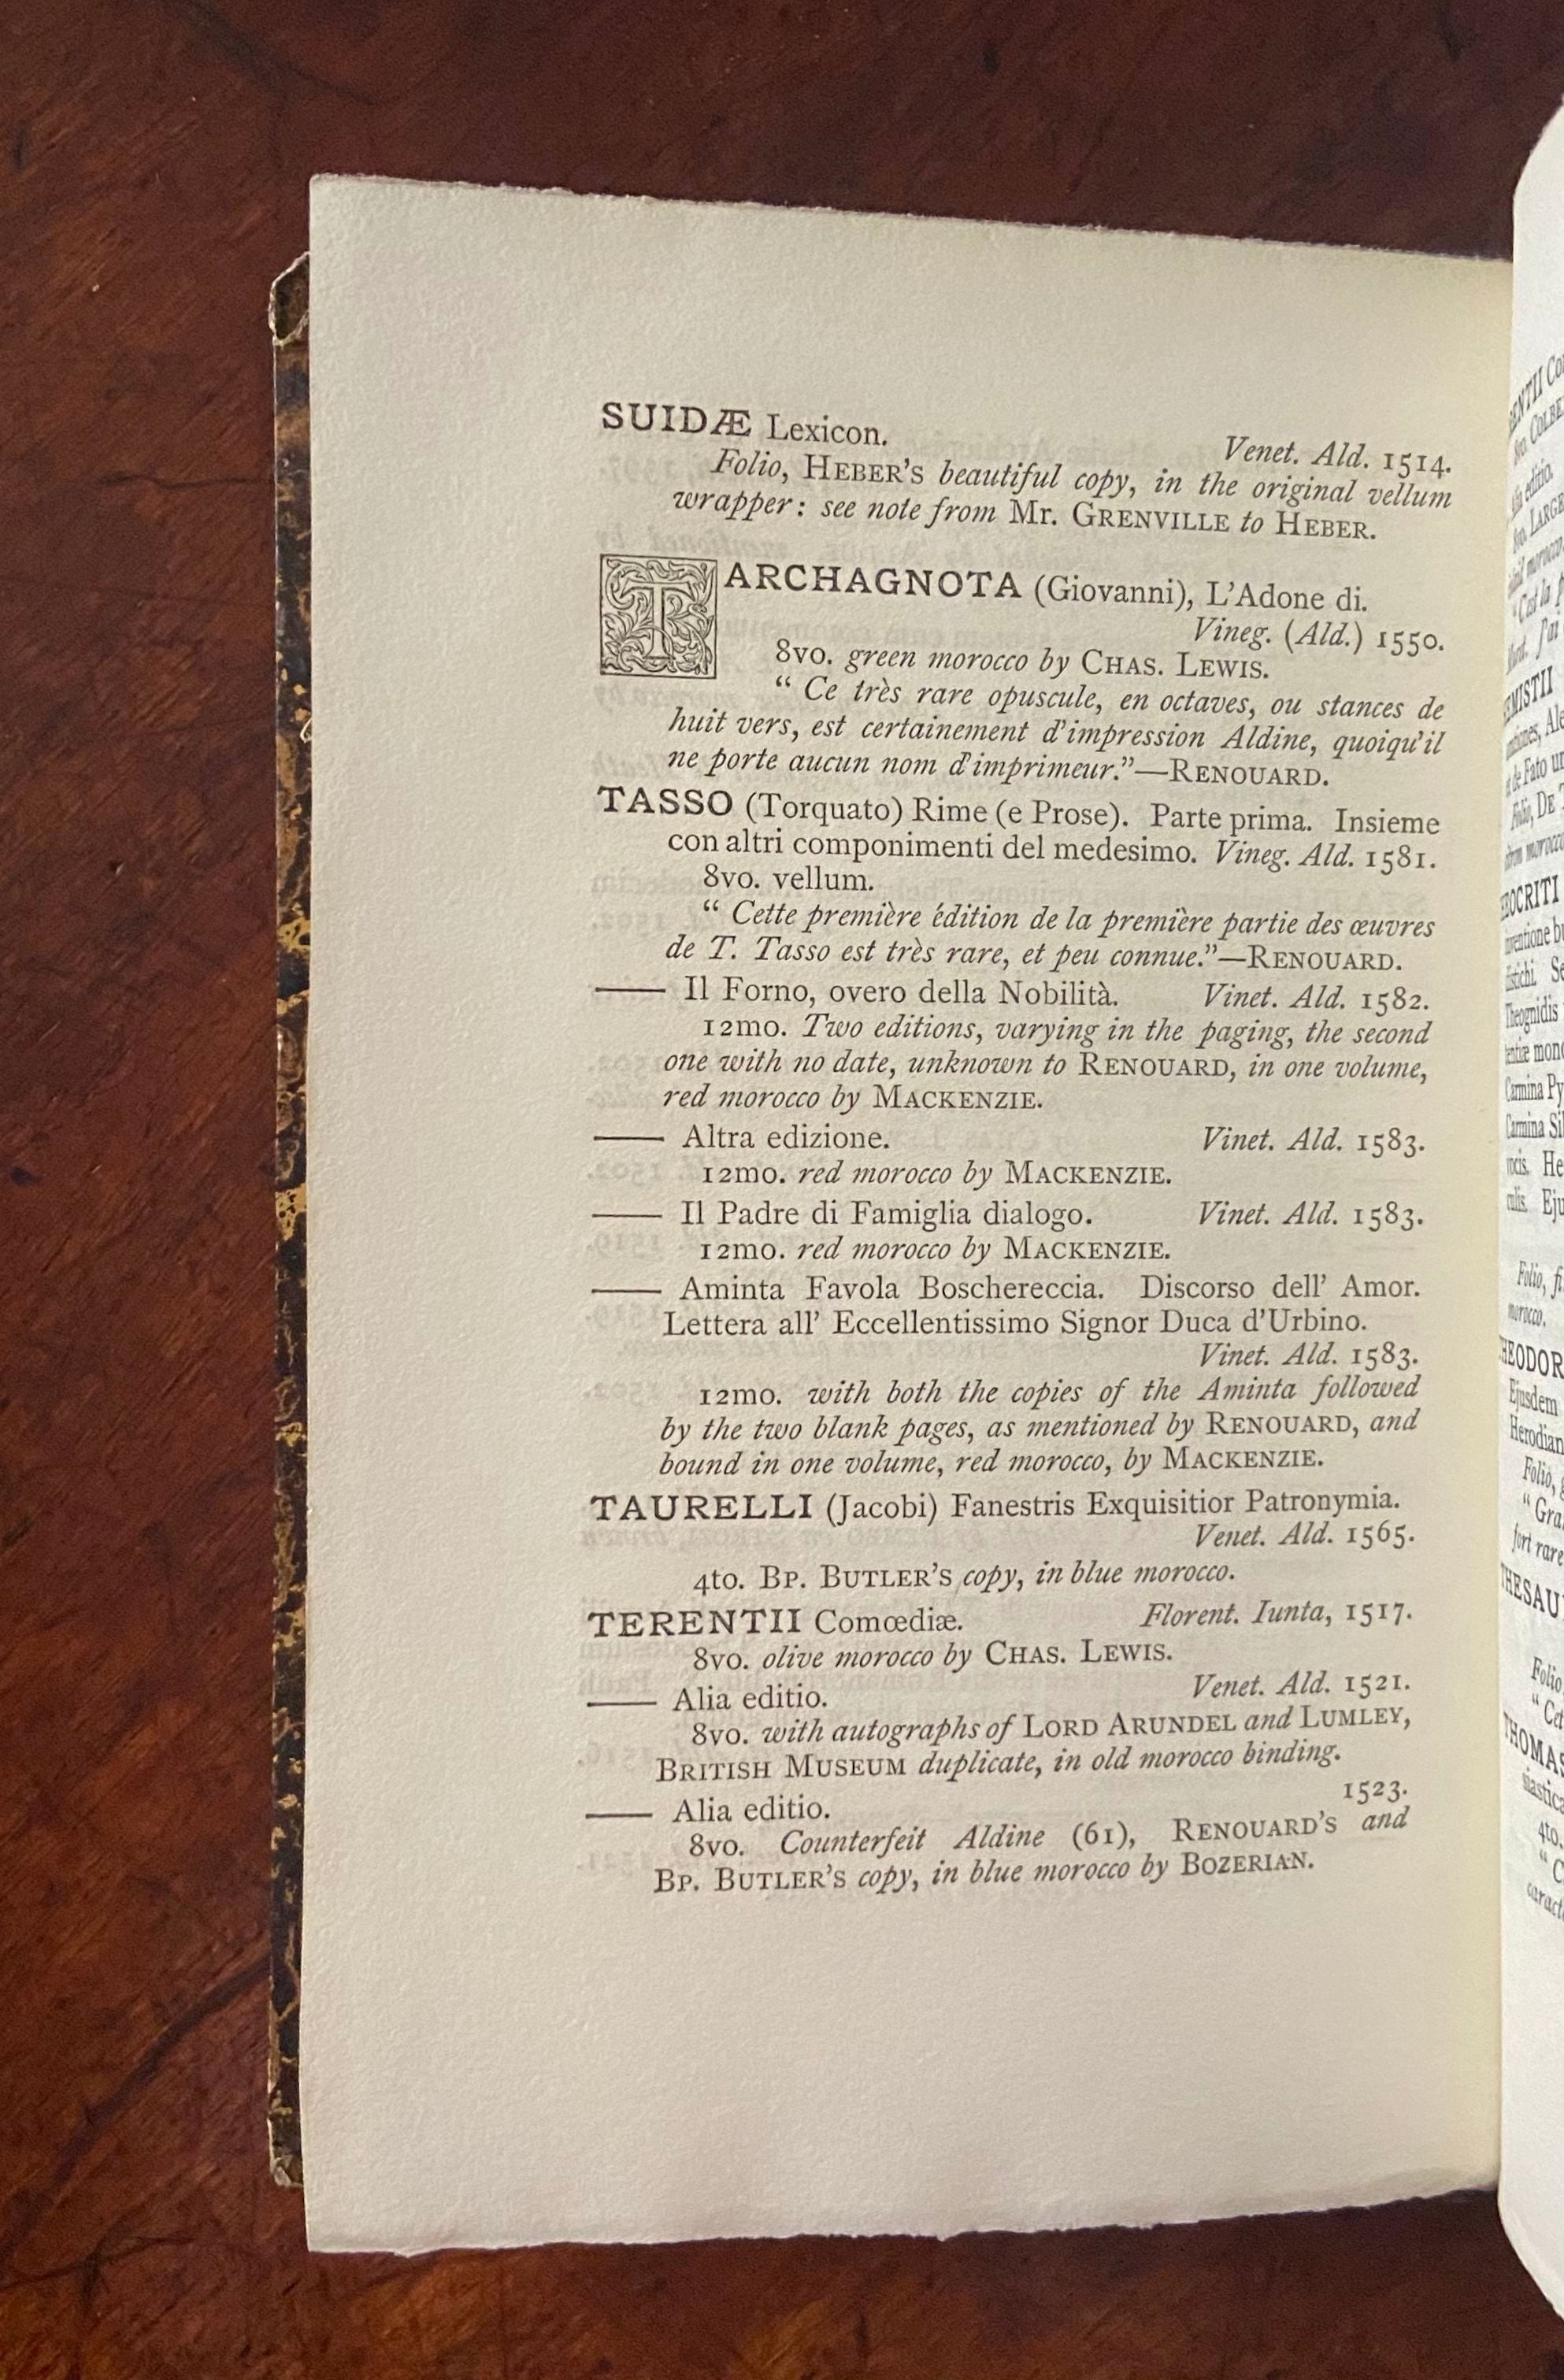 SUIDÆ Lexicon.
Venet. Ald. 1514.
Folio, HEBER'S beautiful copy, in the original vellum
wrapper: see note from Mr. GRENVILLE to HEBER.
TARCHAGNOTA (Giovanni), L'Adone di.
Vineg. (Ald.) 1550.
8vo. green morocco by CHAS. LEWIS.
“ Ce très rare opuscule, en octaves, ou stances de
huit vers, est certainement d'impression Aldine, quoiqu'il
ne porte aucun nom d'imprimeur.”—RENOUARD.
TASSO (Torquato) Rime (e Prose). Parte prima. Insieme
con altri componimenti del medesimo. Vineg. Ald. 1581.
8vo. vellum.
“ Cette première édition de la première partie des œuvres
de T. Tasso est très rare, et peu connue.”—RENOUARD.
—— Il Forno, overo della Nobilità. Vinet. Ald. 1582.
12mo. Two editions, varying in the paging, the second
one with no date, unknown to RENOUARD, in one volume,
red morocco by MACKENZIE.
—— Altra edizione. Vinet. Ald. 1583.
12mo. red morocco by MACKENZIE.
—— Il Padre di Famiglia dialogo. Vinet. Ald. 1583.
12mo. red morocco by MACKENZIE.
—— Aminta Favola Boschereccia. Discorso dell' Amor.
Lettera all' Eccellentissimo Signor Duca d'Urbino.
Vinet. Ald. 1583.
12mo. with both the copies of the Aminta followed
by the two blank pages, as mentioned by RENOUARD, and
bound in one volume, red morocco, by MACKENZIE.
TAURELLI (Jacobi) Fanestris Exquisitior Patronymia.
Venet. Ald. 1565.
4to. BP. BUTLER'S copy, in blue morocco.
TERENTII Comœdiæ. Florent. Iunta, 1517.
8vo. olive morocco by CHAS. LEWIS.
—— Alia editio. Venet. Ald. 1521.
8vo. with autographs of LORD ARUNDEL and LUMLEY,
BRITISH MUSEUM duplicate, in old morocco binding.
—— Alia editio. 1523.
8vo. Counterfeit Aldine (61), RENOUARD'S and
BP. BUTLER'S copy, in blue morocco by BOZERIAN.